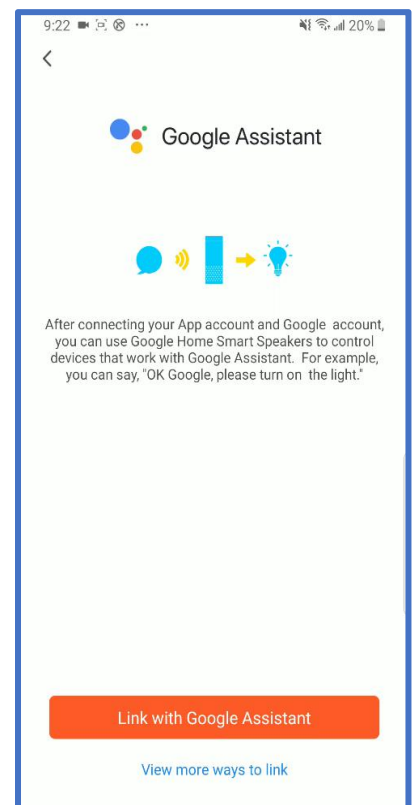 9:22 ··· 20%
Google Assistant
After connecting your App account and Google account,
you can use Google Home Smart Speakers to control
devices that work with Google Assistant. For example,
you can say, "OK Google, please turn on the light."
Link with Google Assistant
View more ways to link